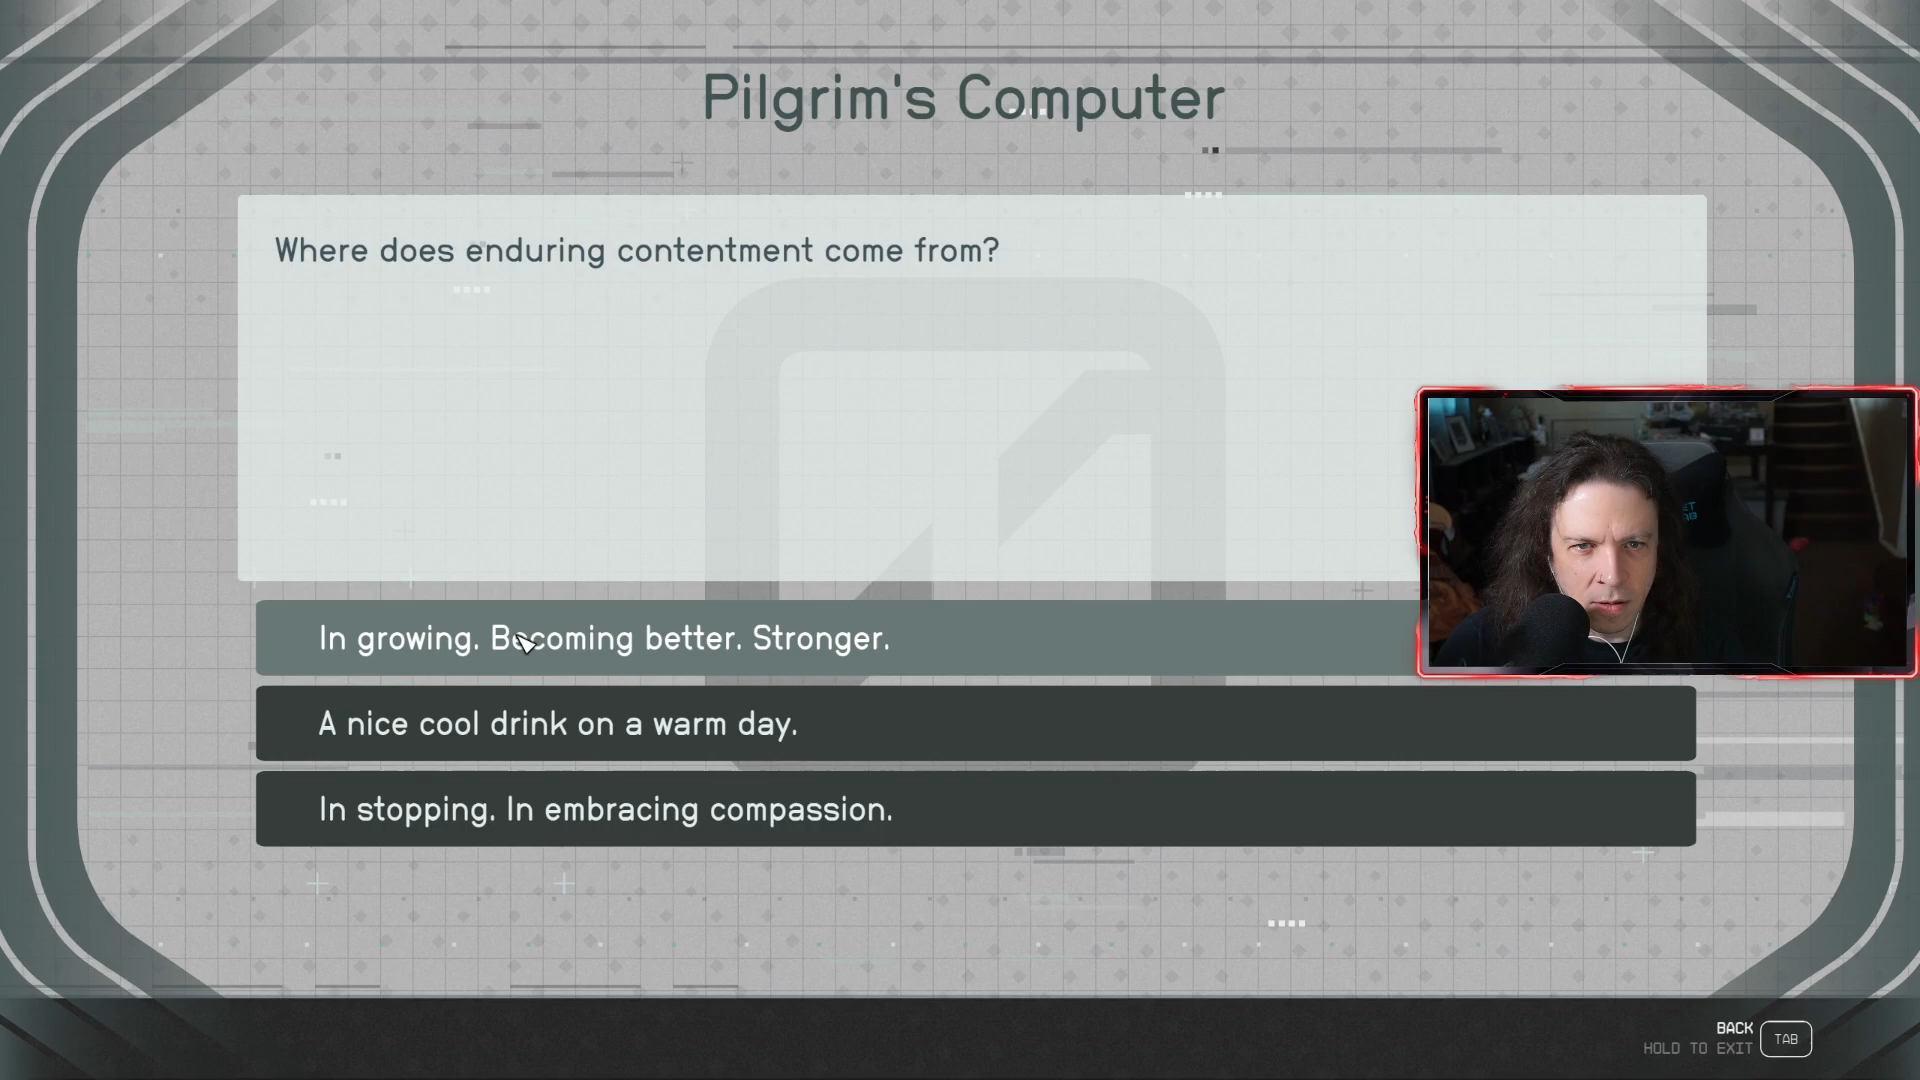 Pilgrim's Computer
Where does enduring contentment come from?
In growing. Becoming better. Stronger.
A nice cool drink on a warm day.
In stopping. In embracing compassion.
BACK
HOLD TO EXIT
TAB